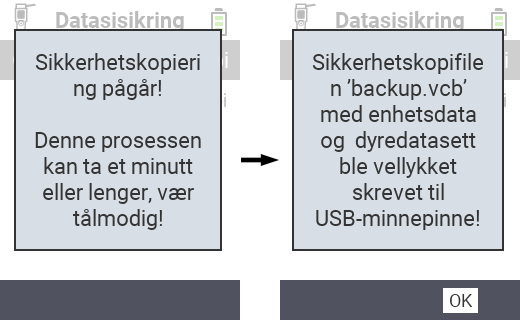 Datasisikring
Sikkerhetskopieri
ng pågår!
Denne prosessen
kan ta et minutt
eller lenger, vær
tålmodig!
Datasisikring
Sikkerhetskopifile
n ’backup.vcb’
med enhetsdata
og dyredatasett
ble vellykket
skrevet til
USB-minnepinne!
OK